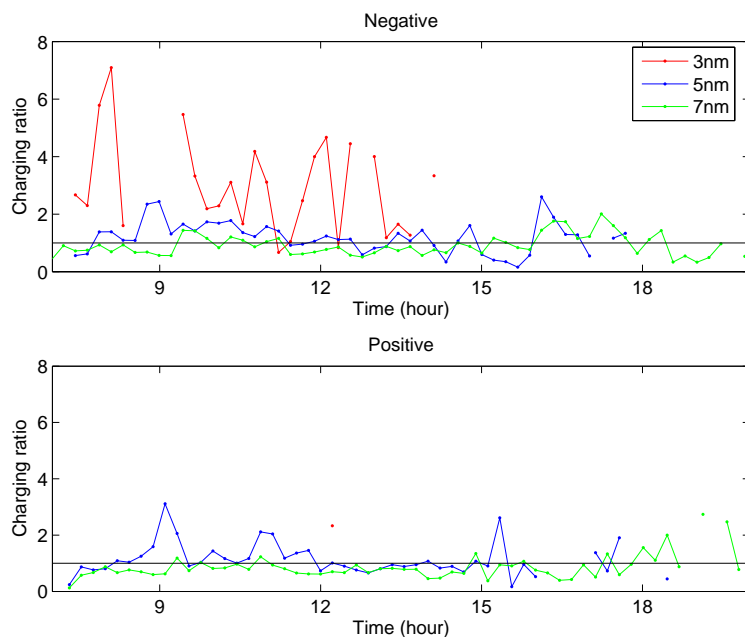 Negative
8
6
4
2
0
Charging ratio
3nm
5nm
7nm
9
12
15
18
Time (hour)
Positive
8
6
4
2
0
Charging ratio
9
12
15
18
Time (hour)